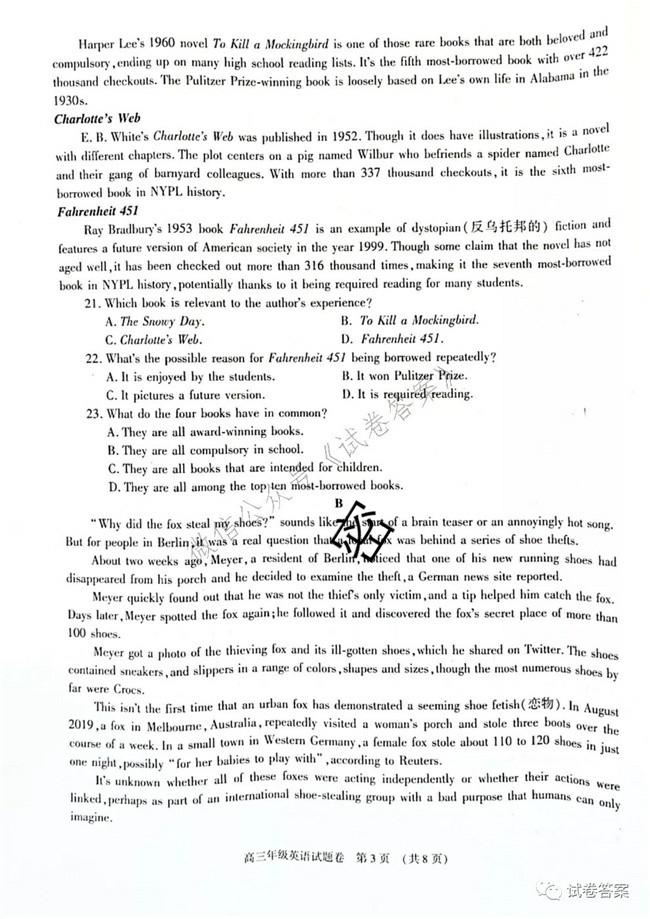 Harper Lee's 1960 novel To Kill a Mockingbird is one of those rare books that are both beloved and
compulsory, ending up on many high school reading lists. It's the fifth most-borrowed book with over 422
thousand checkouts. The Pulitzer Prize-winning book is loosely based on Lee's own life in Alabama in the
1930s.
Charlotte's Web
E. B. White's Charlotte's Web was published in 1952. Though it does have illustrations, it is a novel
with different chapters. The plot centers on a pig named Wilbur who befriends a spider named Charlotte
and their gang of barnyard colleagues. With more than 337 thousand checkouts, it is the sixth most-
borrowed book in NYPL history.
Fahrenheit 451
Ray Bradbury's 1953 book Fahrenheit 451 is an example of dystopian(反乌托邦的) fiction and
features a future version of American society in the year 1999. Though some claim that the novel has not
aged well, it has been checked out more than 316 thousand times, making it the seventh most-borrowed
book in NYPL history, potentially thanks to it being required reading for many students.
21. Which book is relevant to the author's experience?
A. The Snowy Day. B. To Kill a Mockingbird.
C. Charlotte's Web. D. Fahrenheit 451.
22. What's the possible reason for Fahrenheit 451 being borrowed repeatedly?
A. It is enjoyed by the students. B. It won Pulitzer Prize.
C. It pictures a future version. D. It is required reading.
23. What do the four books have in common?
A. They are all award-winning books.
B. They are all compulsory in school.
C. They are all books that are intended for children.
D. They are all among the top ten most-borrowed books.
B
"Why did the fox steal my shoes?" sounds like the start of a brain teaser or an annoyingly hot song.
But for people in Berlin, it was a real question that a fox was behind a series of shoe thefts.
About two weeks ago, Meyer, a resident of Berlin, noticed that one of his new running shoes had
disappeared from his porch and he decided to examine the theft, a German news site reported.
Meyer quickly found out that he was not the thief's only victim, and a tip helped him catch the fox.
Days later, Meyer spotted the fox again; he followed it and discovered the fox's secret place of more than
100 shoes.
Meyer got a photo of the thieving fox and its ill-gotten shoes, which he shared on Twitter. The shoes
contained sneakers, and slippers in a range of colors, shapes and sizes, though the most numerous shoes by
far were Crocs.
This isn't the first time that an urban fox has demonstrated a seeming shoe fetish(恋物). In August
2019, a fox in Melbourne, Australia, repeatedly visited a woman's porch and stole three boots over the
course of a week. In a small town in Western Germany, a female fox stole about 110 to 120 shoes in just
one night, possibly "for her babies to play with", according to Reuters.
It's unknown whether all of these foxes were acting independently or whether their actions were
linked, perhaps as part of an international shoe-stealing group with a bad purpose that humans can only
imagine.
高三年级英语试题卷 第3页 (共8页)
微信公众号《试卷答案》
密
试卷答案